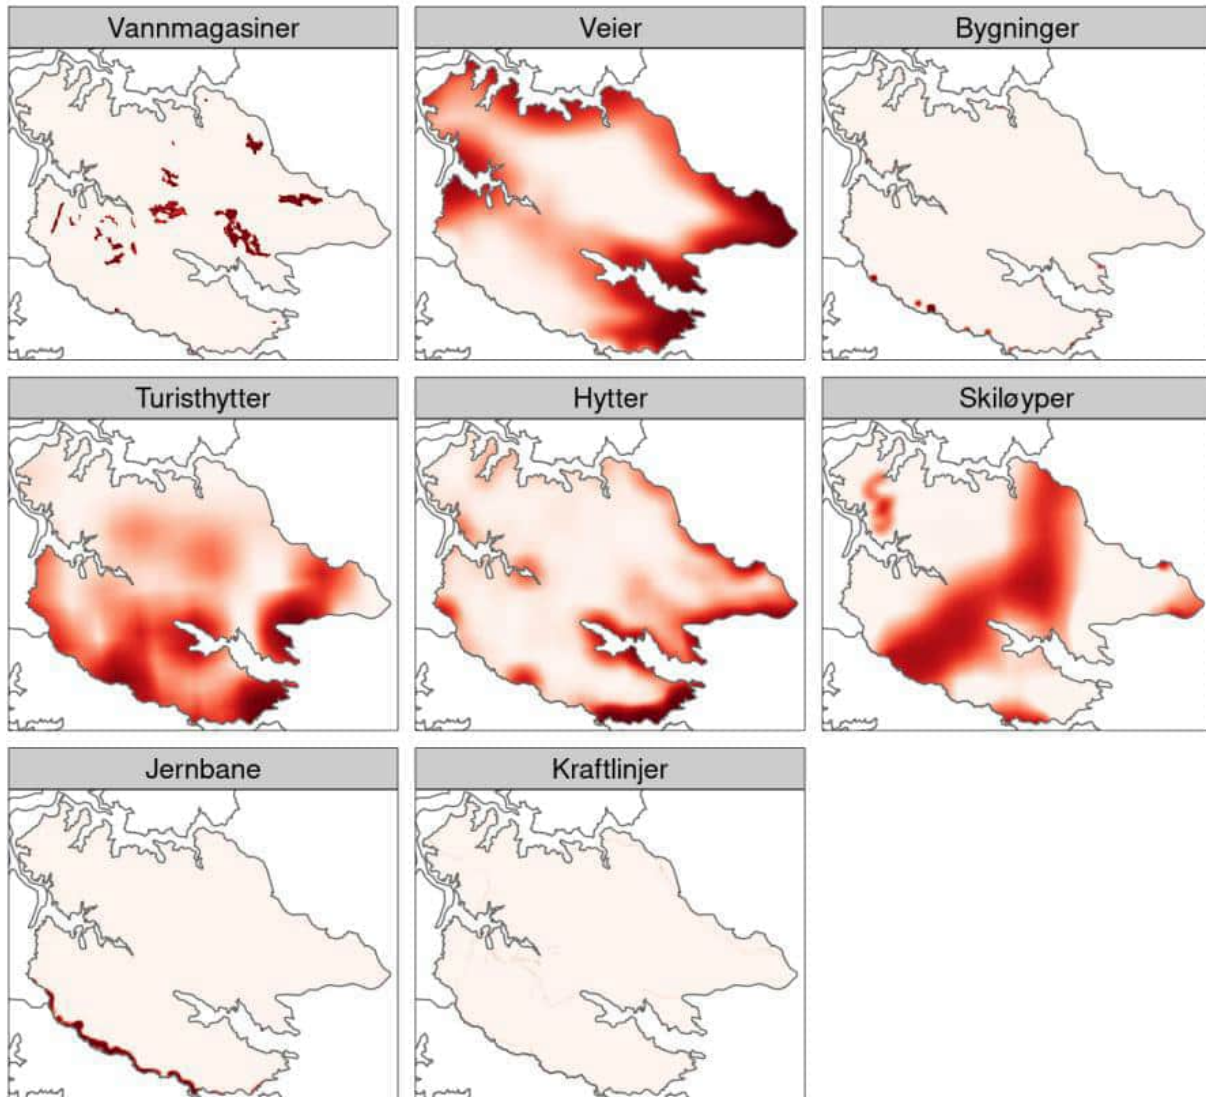 Vannmagasiner
Veier
Bygninger
Turisthytter
Hytter
Skiløyper
Jernbane
Kraftlinjer